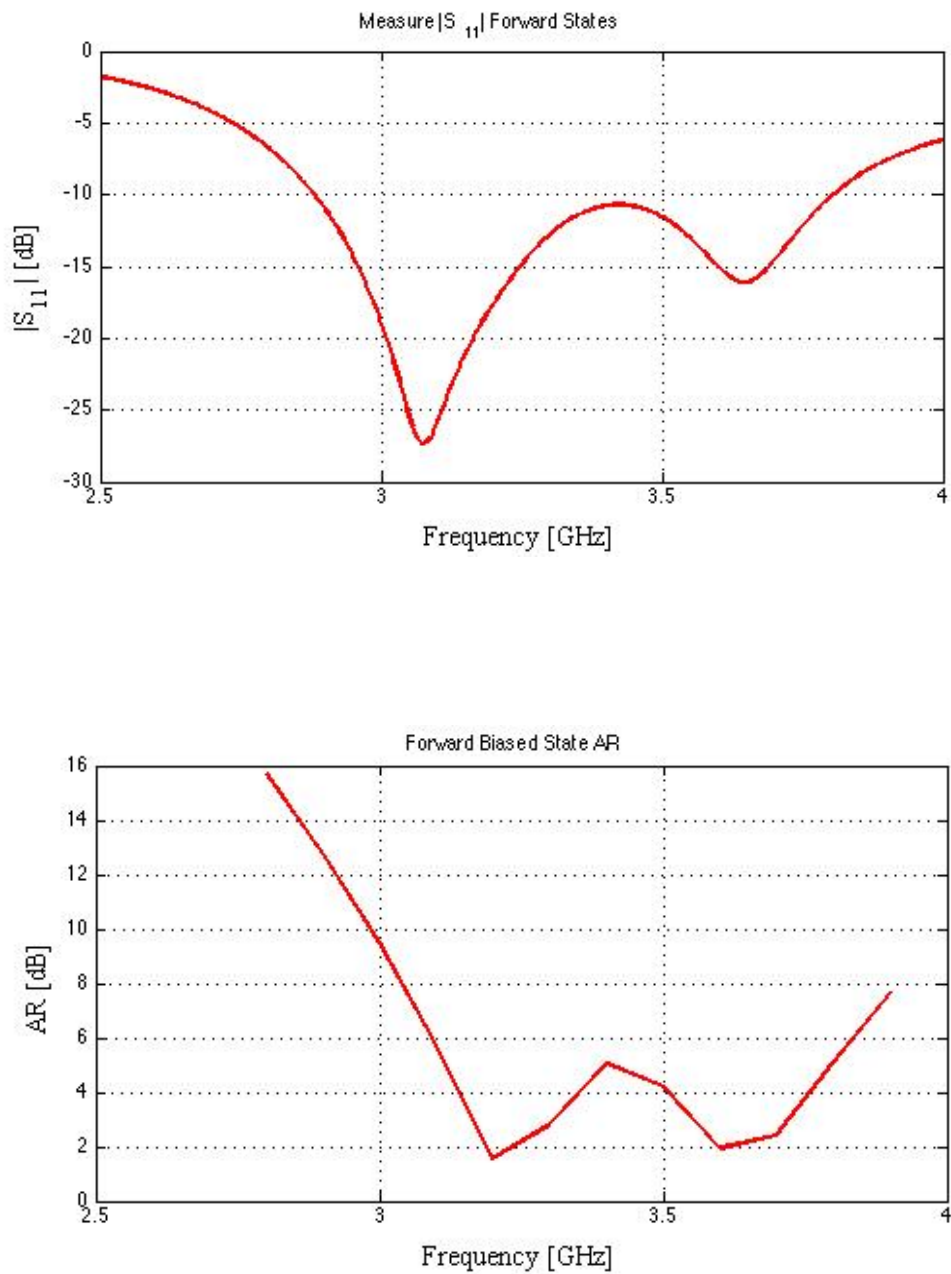 Measure |S 11| Forward States
0
-5
-10
-15
-20
-25
-30
|S11| [dB]
2.5 3 3.5 4
Frequency [GHz]
Forward Biased State AR
16
14
12
10
8
6
4
2
0
AR [dB]
2.5 3 3.5 4
Frequency [GHz]